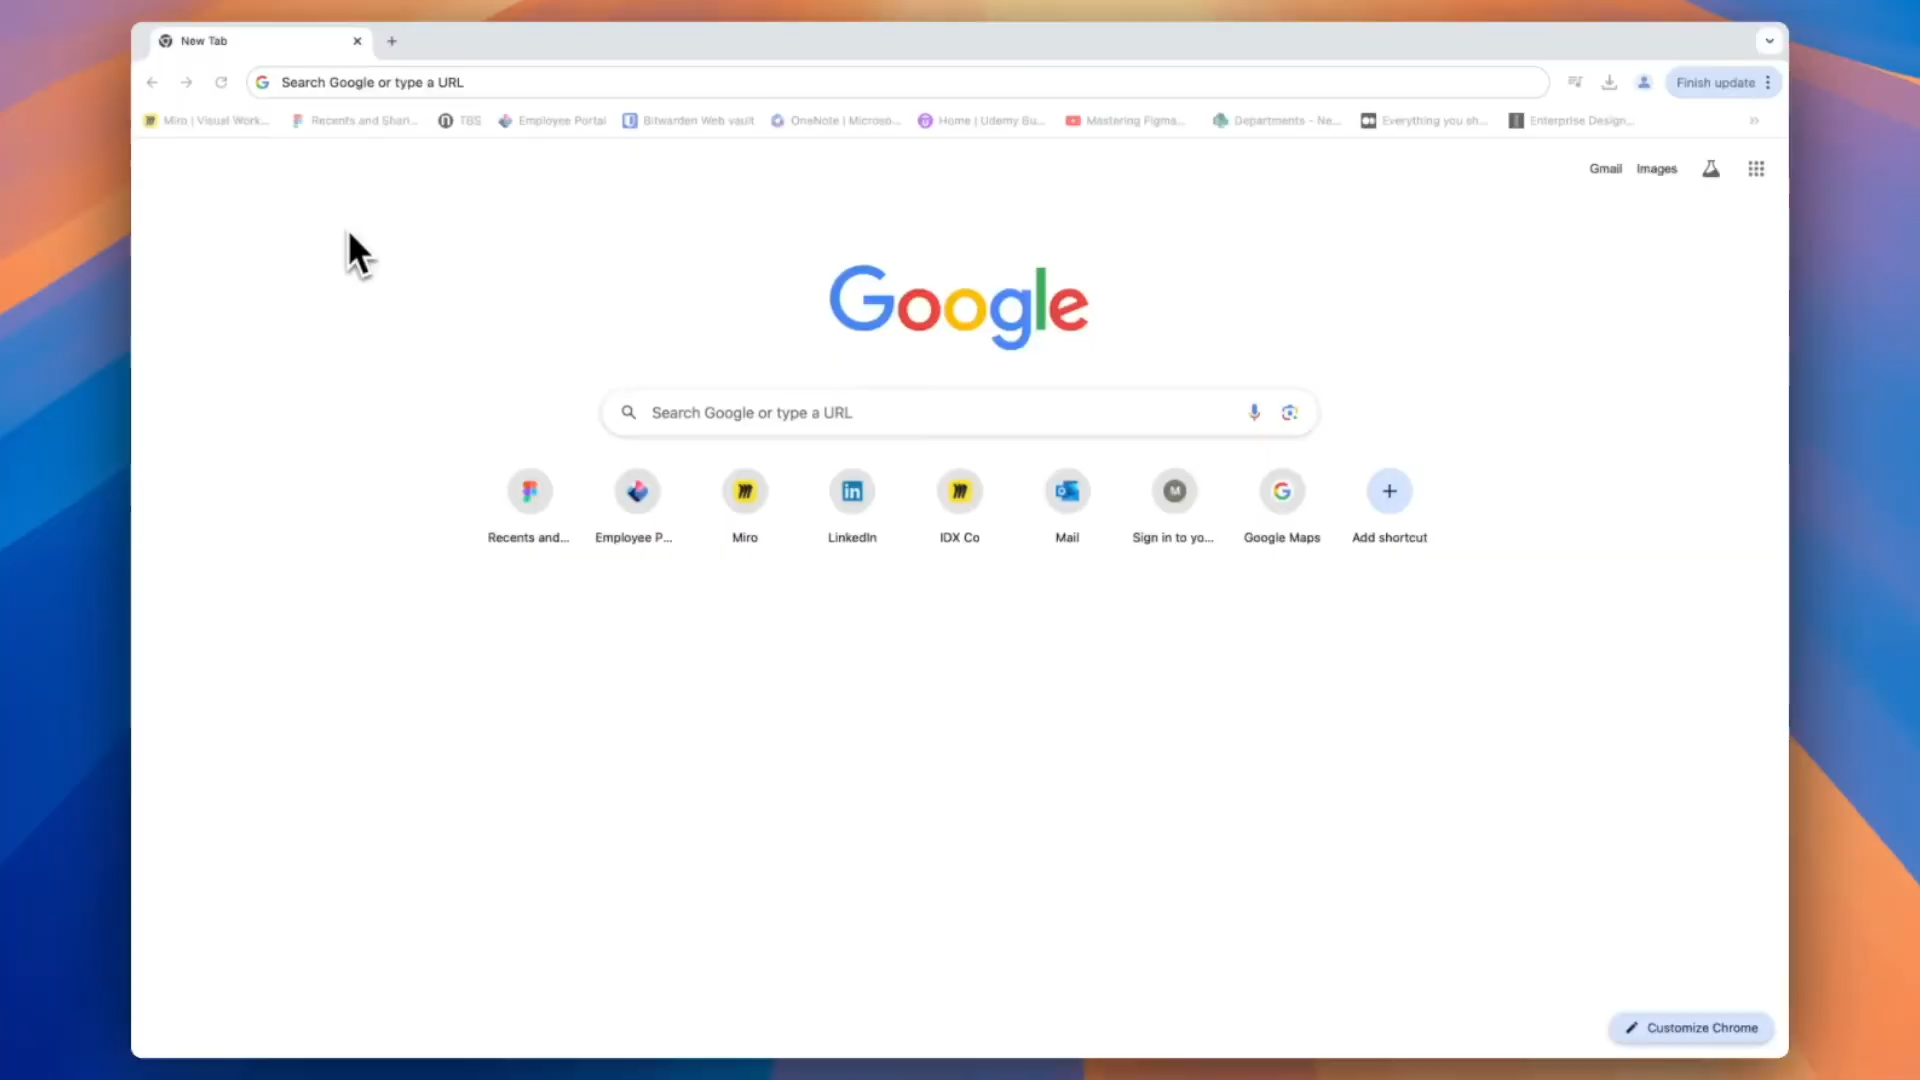 New Tab
Search Google or type a URL
Finish update
Miro | Visual Work... Recents and Shari... TBS Employee Portal Bitwarden Web vault OneNote | Microso... Home | Udemy Bu... Mastering Figma... Departments - Ne... Everything you sh... Enterprise Design...
Gmail Images
Google
Search Google or type a URL
M
Recents and... Employee P... Miro LinkedIn IDX Co Mail Sign in to yo... Google Maps Add shortcut
Customize Chrome